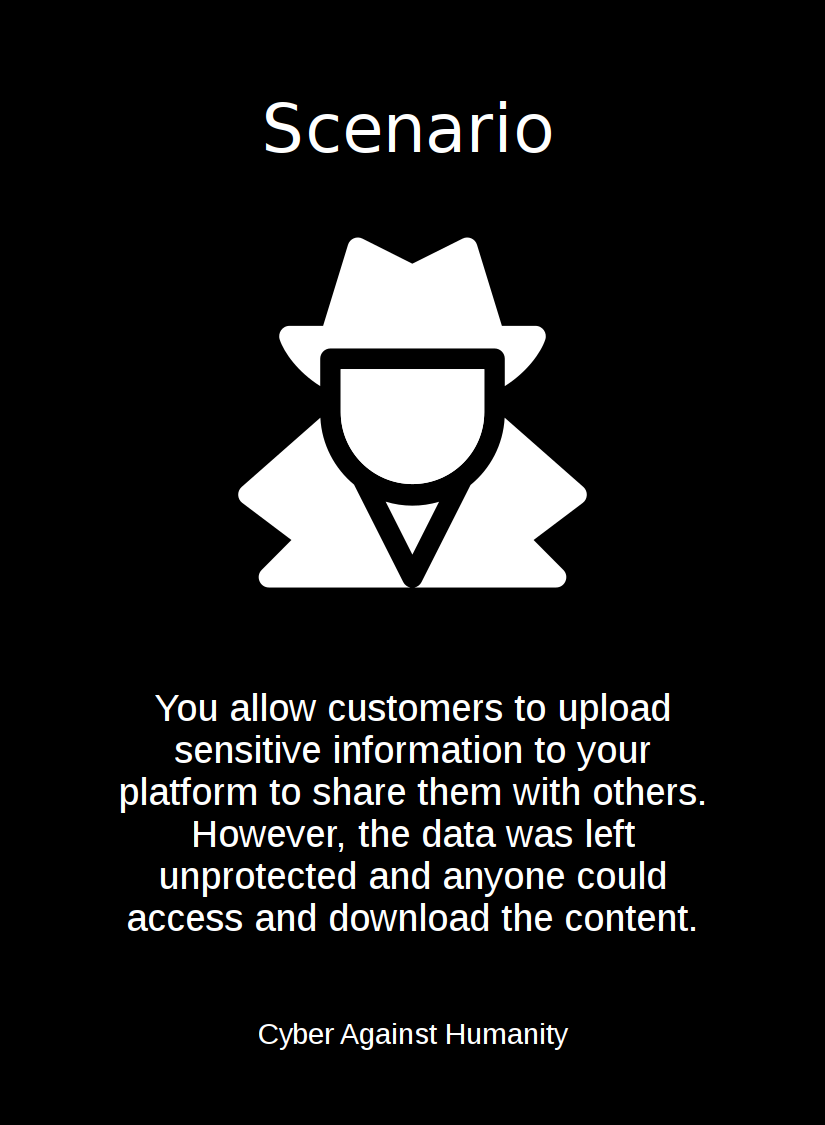 Scenario
You allow customers to upload
sensitive information to your
platform to share them with others.
However, the data was left
unprotected and anyone could
access and download the content.
Cyber Against Humanity